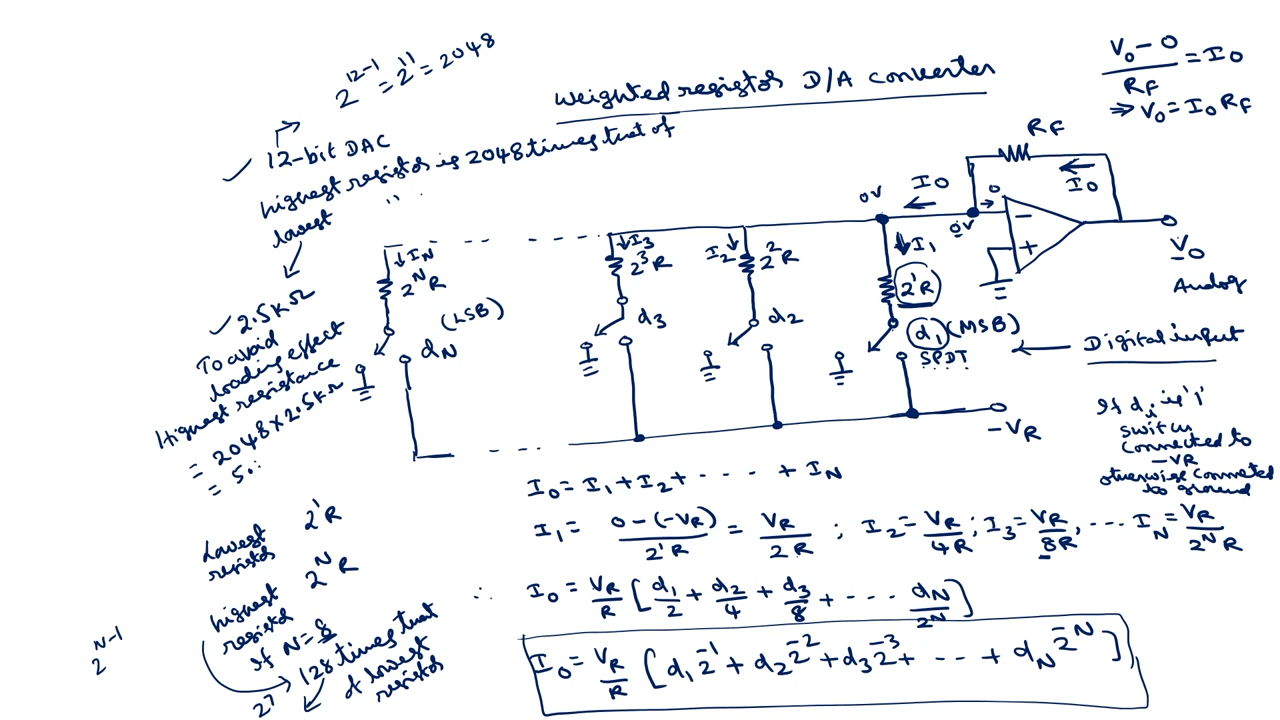 2^(12-1) = 2^11 = 2048
Weighted resistor D/A converter
(V0 - 0)/RF = I0
⇒ V0 = I0 RF
✓ 12-bit DAC
highest resistor is 2048 times that of
lowest "
RF
I0
I0
0V
0
0V
−
+
V0
Analog
IN
2^N R
I3
2^3 R
I2
2^2 R
I1
2^1 R
dN
(LSB)
d3
d2
d1 (MSB)
SPDT
Digital input
-VR
✓ 2.5KΩ
To avoid
loading effect
Highest resistance
= 2048 × 2.5KΩ
= 5.
If di is '1'
switch
connected to
-VR
otherwise connected
to ground
I0 = I1 + I2 + ---- + IN
I1 = (0-(-VR))/(2^1 R) = VR/2R ; I2 = VR/4R ; I3 = VR/8R , --- IN = VR/(2^N R)
∴ I0 = VR/R [d1/2 + d2/4 + d3/8 + --- dN/2^N]
I0 = VR/R [d1 2^-1 + d2 2^-2 + d3 2^-3 + --- + dN 2^-N]
Lowest
resistor
2^1 R
highest
resistor
2^N R
If N=8
2^7 → 128 times that
of lowest
resistor
2^(N-1)